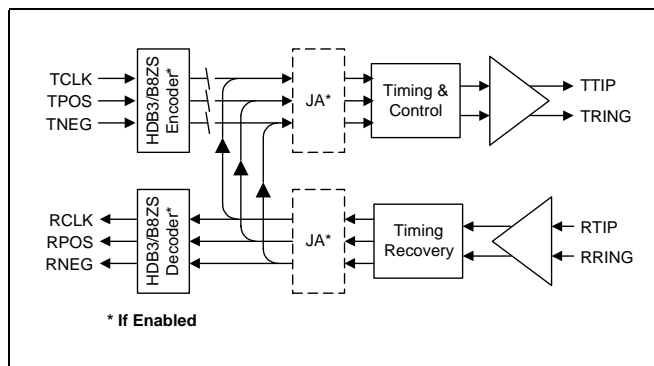 TCLK
TPOS
TNEG
HDB3/B8ZS
Encoder*
JA*
Timing &
Control
TTIP
TRING
RCLK
RPOS
RNEG
HDB3/B8ZS
Decoder*
JA*
Timing
Recovery
RTIP
RRING
* If Enabled